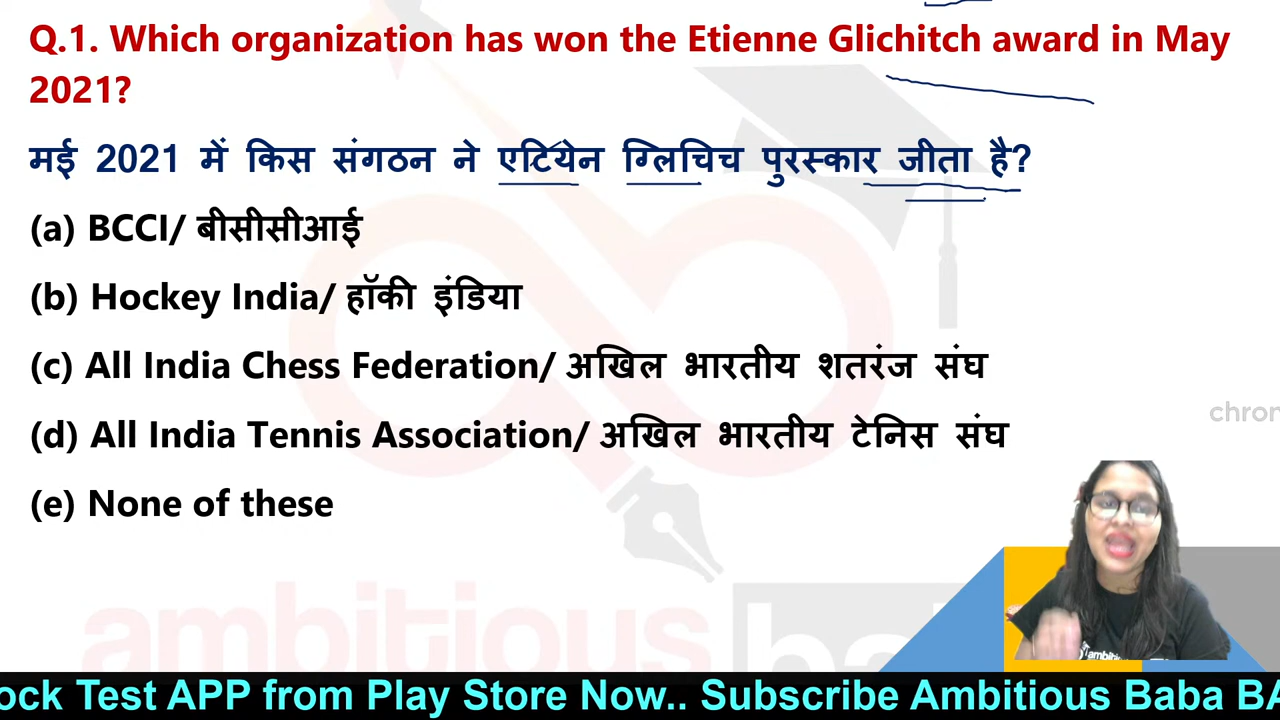 Q.1. Which organization has won the Etienne Glichitch award in May
2021?
मई 2021 में किस संगठन ने एटियेन ग्लिचिच पुरस्कार जीता है?
(a) BCCI/ बीसीसीआई
(b) Hockey India/ हॉकी इंडिया
(c) All India Chess Federation/ अखिल भारतीय शतरंज संघ
(d) All India Tennis Association/ अखिल भारतीय टेनिस संघ
chron
(e) None of these
ambitious
ock Test APP from Play Store Now.. Subscribe Ambitious Baba BA